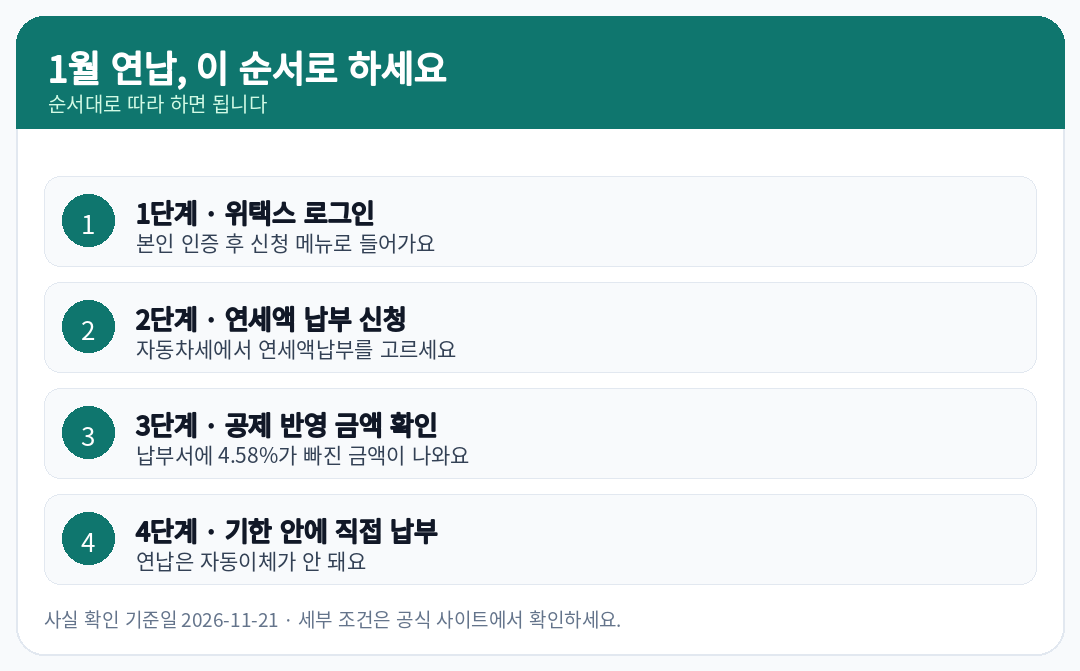 1월 연납, 이 순서로 하세요
순서대로 따라 하면 됩니다
1
1단계 · 위택스 로그인
본인 인증 후 신청 메뉴로 들어가요
2
2단계 · 연세액 납부 신청
자동차세에서 연세액납부를 고르세요
3
3단계 · 공제 반영 금액 확인
납부서에 4.58%가 빠진 금액이 나와요
4
4단계 · 기한 안에 직접 납부
연납은 자동이체가 안 돼요
사실 확인 기준일 2026-11-21 · 세부 조건은 공식 사이트에서 확인하세요.